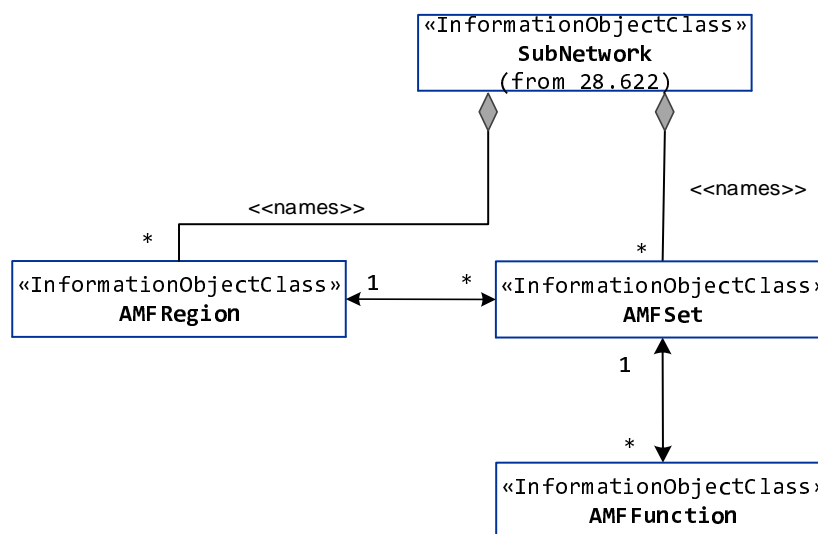 «InformationObjectClass»
SubNetwork
(from 28.622)
<<names>>
<<names>>
*
*
«InformationObjectClass»
AMFRegion
1
*
«InformationObjectClass»
AMFSet
1
*
«InformationObjectClass»
AMFFunction